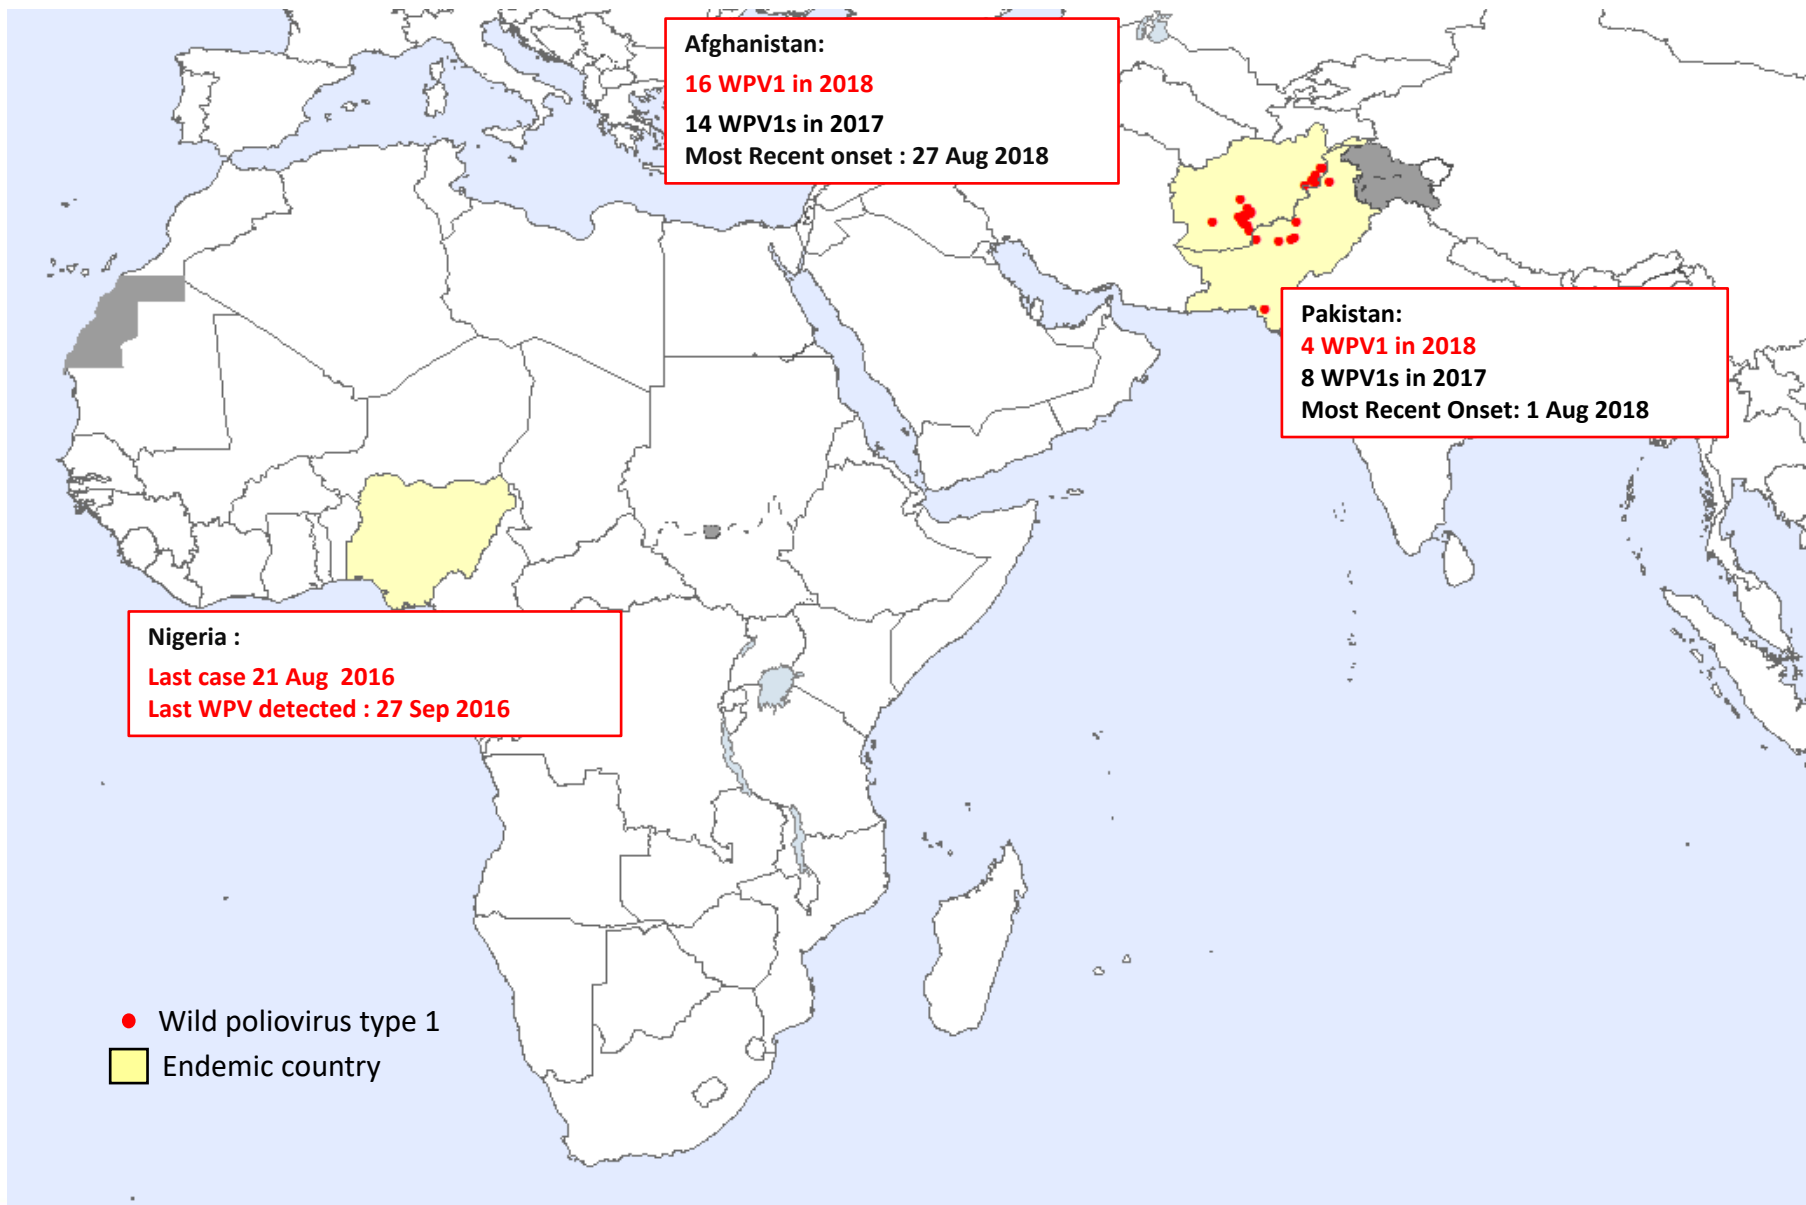 Afghanistan:
16 WPV1 in 2018
14 WPV1s in 2017
Most Recent onset : 27 Aug 2018
Pakistan:
4 WPV1 in 2018
8 WPV1s in 2017
Most Recent Onset: 1 Aug 2018
Nigeria :
Last case 21 Aug 2016
Last WPV detected : 27 Sep 2016
Wild poliovirus type 1
Endemic country